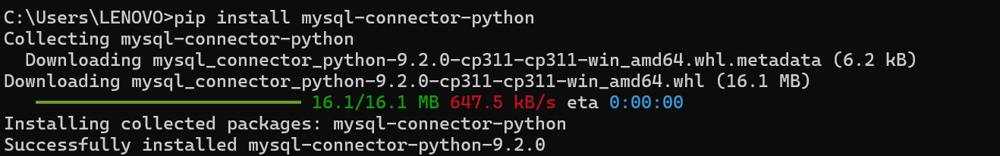 C:\Users\LENOVO>pip install mysql-connector-python
Collecting mysql-connector-python
  Downloading mysql_connector_python-9.2.0-cp311-cp311-win_amd64.whl.metadata (6.2 kB)
Downloading mysql_connector_python-9.2.0-cp311-cp311-win_amd64.whl (16.1 MB)
16.1/16.1 MB 647.5 kB/s eta 0:00:00
Installing collected packages: mysql-connector-python
Successfully installed mysql-connector-python-9.2.0